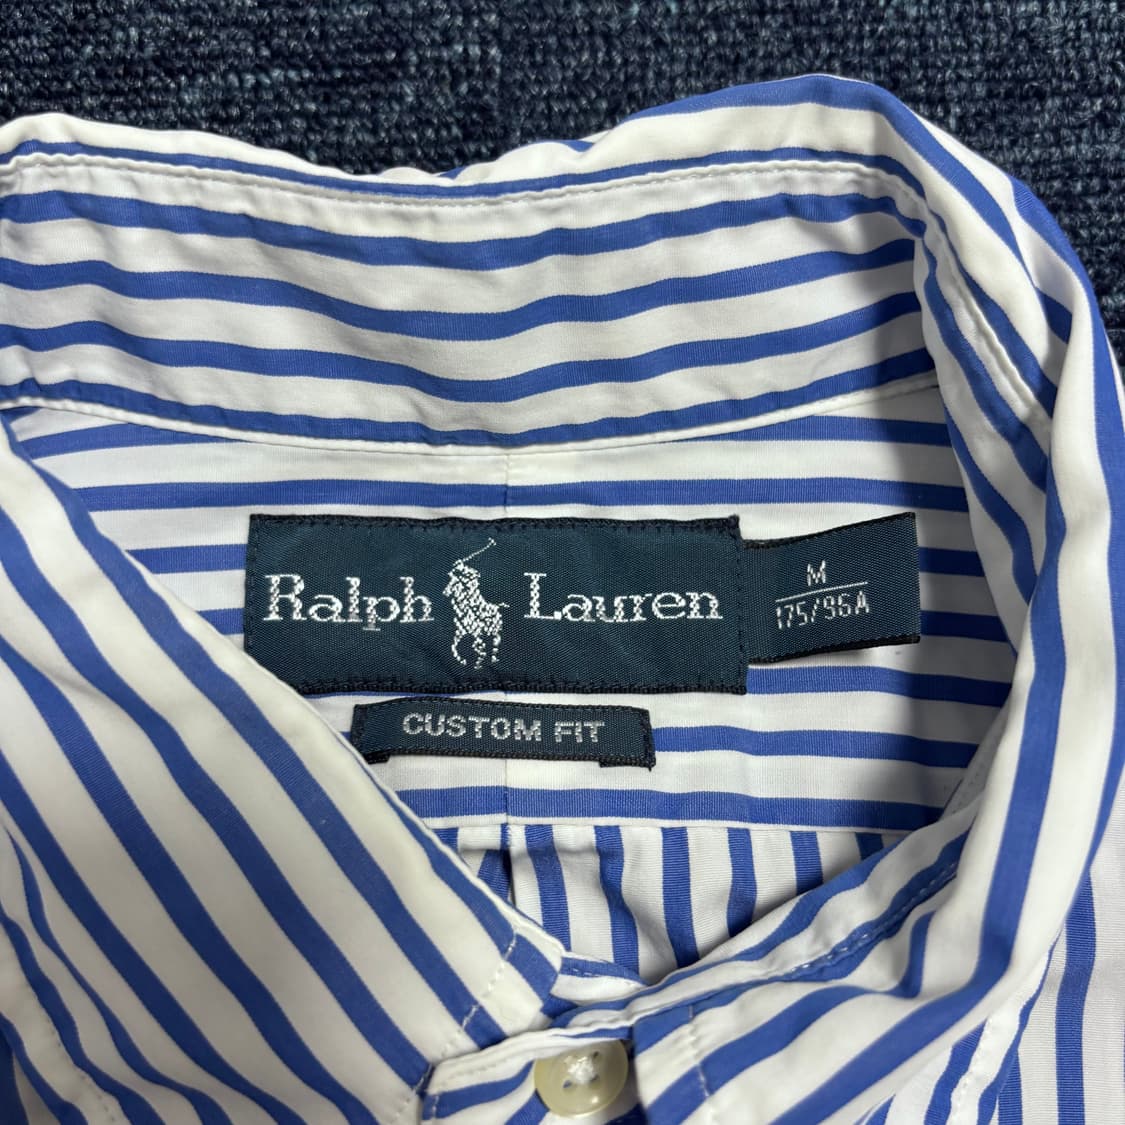 Ralph Lauren
M
175/96A
CUSTOM FIT